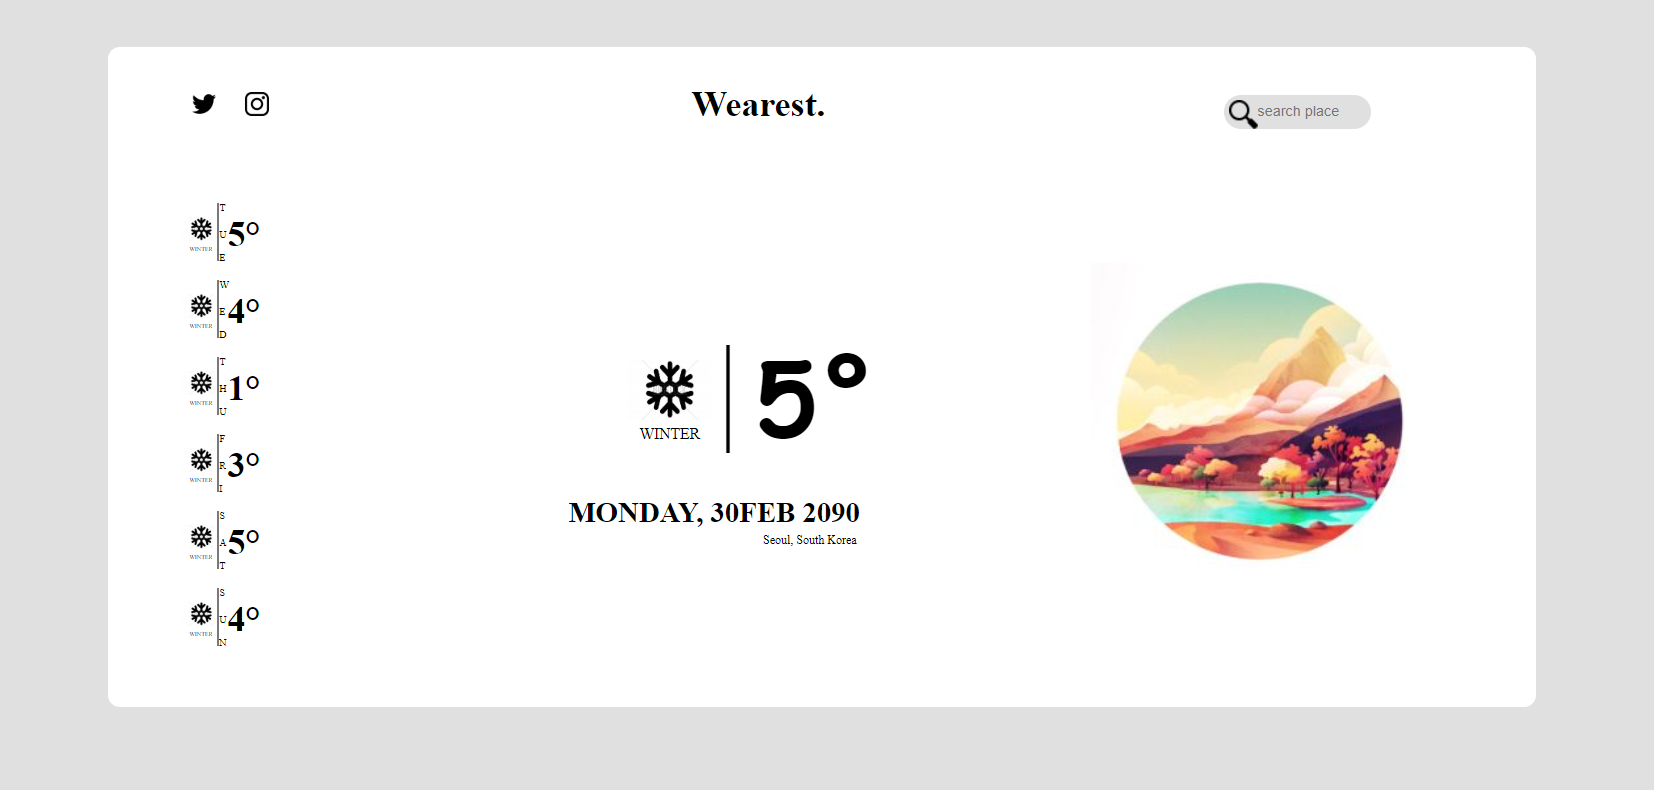 Wearest.
search place
TUE
5°
WINTER
WED
4°
WINTER
THU
1°
WINTER
FRI
3°
WINTER
SAT
5°
WINTER
SUN
4°
WINTER
5°
WINTER
MONDAY, 30FEB 2090
Seoul, South Korea